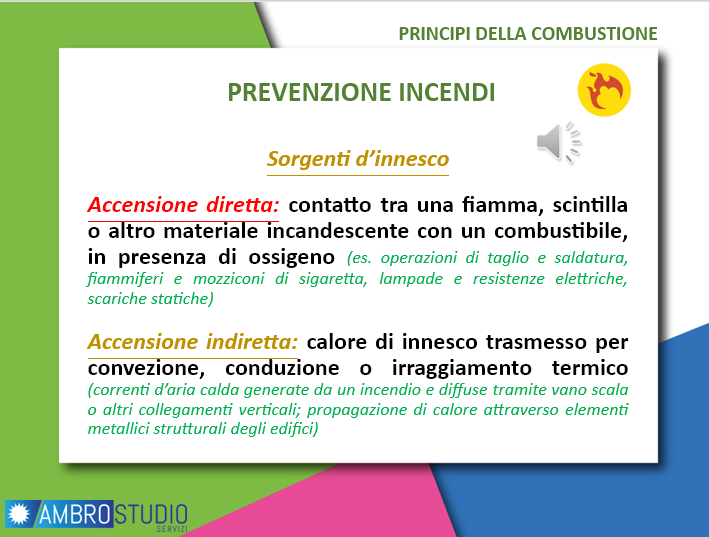 PRINCIPI DELLA COMBUSTIONE
PREVENZIONE INCENDI
Sorgenti d’innesco
Accensione diretta: contatto tra una fiamma, scintilla
o altro materiale incandescente con un combustibile,
in presenza di ossigeno (es. operazioni di taglio e saldatura,
fiammiferi e mozziconi di sigaretta, lampade e resistenze elettriche,
scariche statiche)
Accensione indiretta: calore di innesco trasmesso per
convezione, conduzione o irraggiamento termico
(correnti d’aria calda generate da un incendio e diffuse tramite vano scala
o altri collegamenti verticali; propagazione di calore attraverso elementi
metallici strutturali degli edifici)
AMBROSTUDIO
SERVIZI